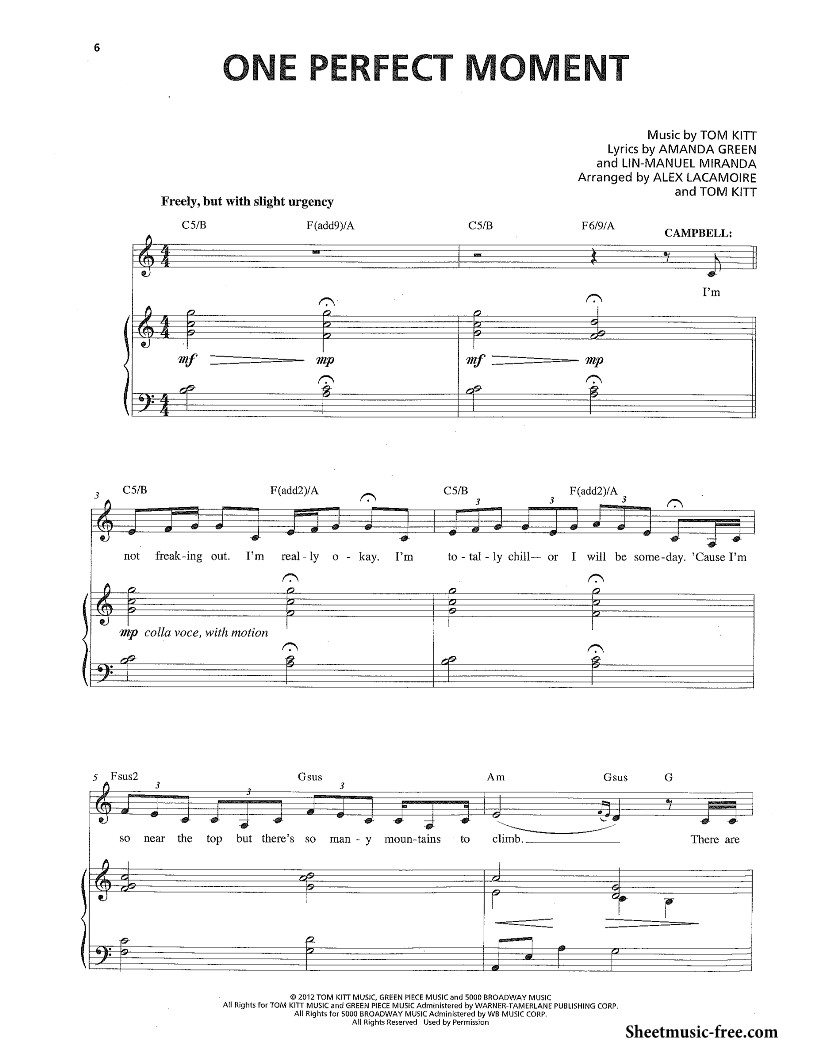 6
ONE PERFECT MOMENT
Music by TOM KITT
Lyrics by AMANDA GREEN
and LIN-MANUEL MIRANDA
Arranged by ALEX LACAMOIRE
and TOM KITT
Freely, but with slight urgency
C5/B F(add9)/A C5/B F6/9/A
CAMPBELL:
I'm
mf mp mf mp
3 C5/B F(add2)/A C5/B F(add2)/A
3 3 3
not freak-ing out. I'm real-ly o-kay. I'm to-tal-ly chill— or I will be some-day. 'Cause I'm
mp colla voce, with motion
5 Fsus2 Gsus Am Gsus G
3 3 3
so near the top but there's so man-y moun-tains to climb. There are
© 2012 TOM KITT MUSIC, GREEN PIECE MUSIC and 5000 BROADWAY MUSIC
All Rights for TOM KITT MUSIC and GREEN PIECE MUSIC Administered by WARNER-TAMERLANE PUBLISHING CORP.
All Rights for 5000 BROADWAY MUSIC Administered by WB MUSIC CORP.
All Rights Reserved Used by Permission
Sheetmusic-free.com